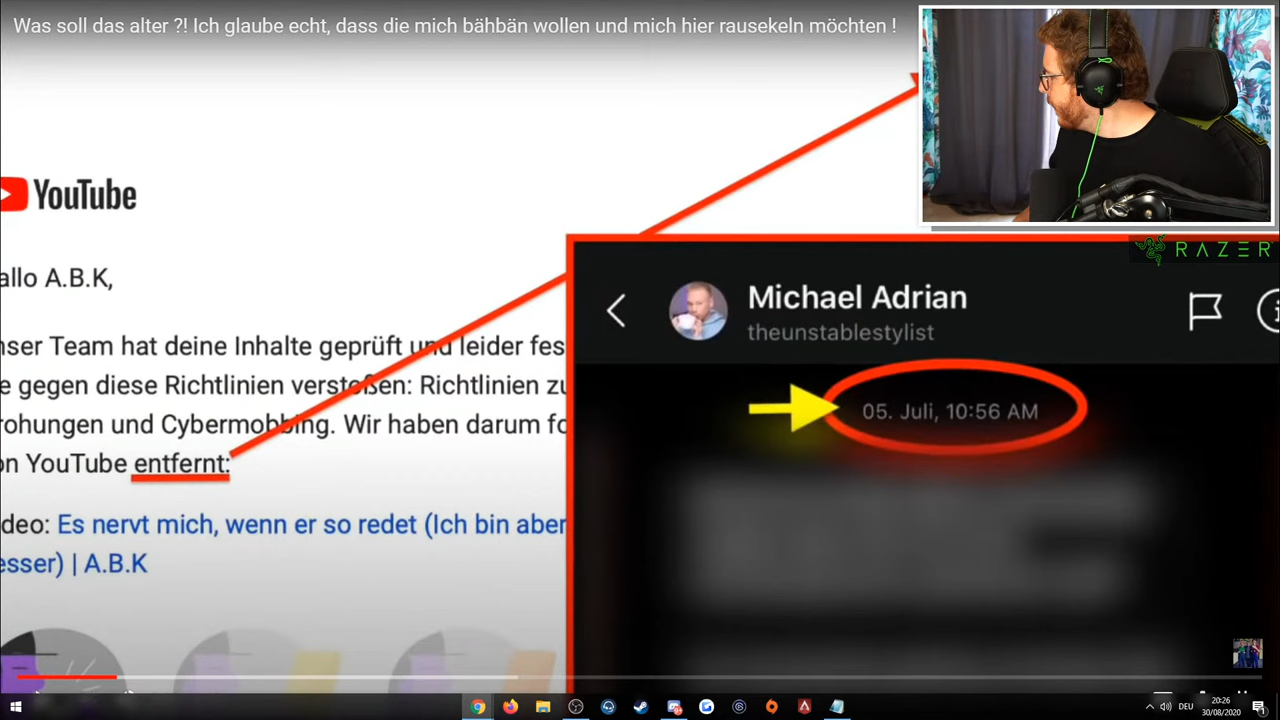 Was soll das alter ?! Ich glaube echt, dass die mich bähbän wollen und mich hier rausekeln möchten !
YouTube
allo A.B.K,
nser Team hat deine Inhalte geprüft und leider fes
e gegen diese Richtlinien verstoßen: Richtlinien zu
rohungen und Cybermobbing. Wir haben darum fo
on YouTube entfernt:
deo: Es nervt mich, wenn er so redet (Ich bin aber
esser) | A.B.K
RAZER
Michael Adrian
theunstablestylist
05. Juli, 10:56 AM
DEU
20:26
30/08/2020